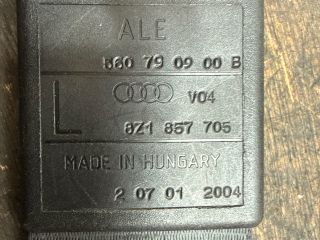 ALE
560 79 09 00 B
L V04
8Z1 857 705
MADE IN HUNGARY
2 07 01 2004